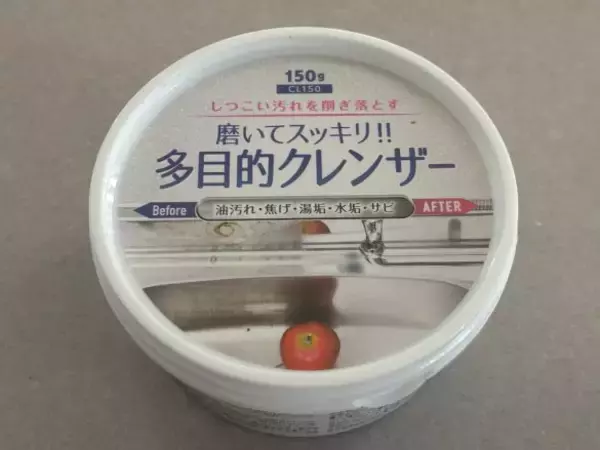 150g
CL150
しつこい汚れを削ぎ落とす
磨いてスッキリ!!
多目的クレンザー
Before 油汚れ・焦げ・湯垢・水垢・サビ AFTER